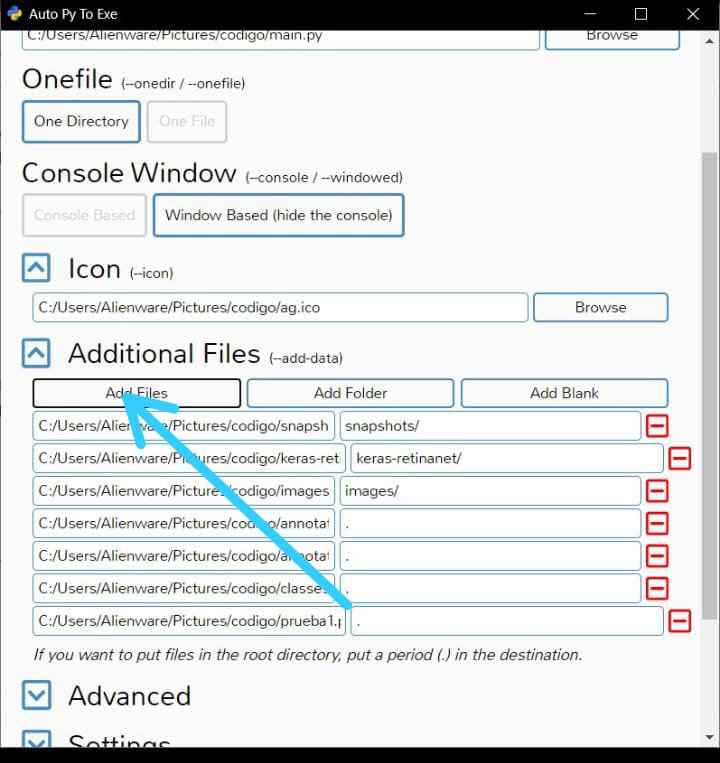 Auto Py To Exe
C:/Users/Alienware/Pictures/codigo/main.py Browse
Onefile (--onedir / --onefile)
One Directory One File
Console Window (--console / --windowed)
Console Based Window Based (hide the console)
Icon (--icon)
C:/Users/Alienware/Pictures/codigo/ag.ico Browse
Additional Files (--add-data)
Add Files Add Folder Add Blank
C:/Users/Alienware/Pictures/codigo/snapsh snapshots/
C:/Users/Alienware/Pictures/codigo/keras-ret keras-retinanet/
C:/Users/Alienware/Pictures/codigo/images images/
C:/Users/Alienware/Pictures/codigo/annotat .
C:/Users/Alienware/Pictures/codigo/annotat .
C:/Users/Alienware/Pictures/codigo/classes .
C:/Users/Alienware/Pictures/codigo/prueba1.p .
If you want to put files in the root directory, put a period (.) in the destination.
Advanced
Settings